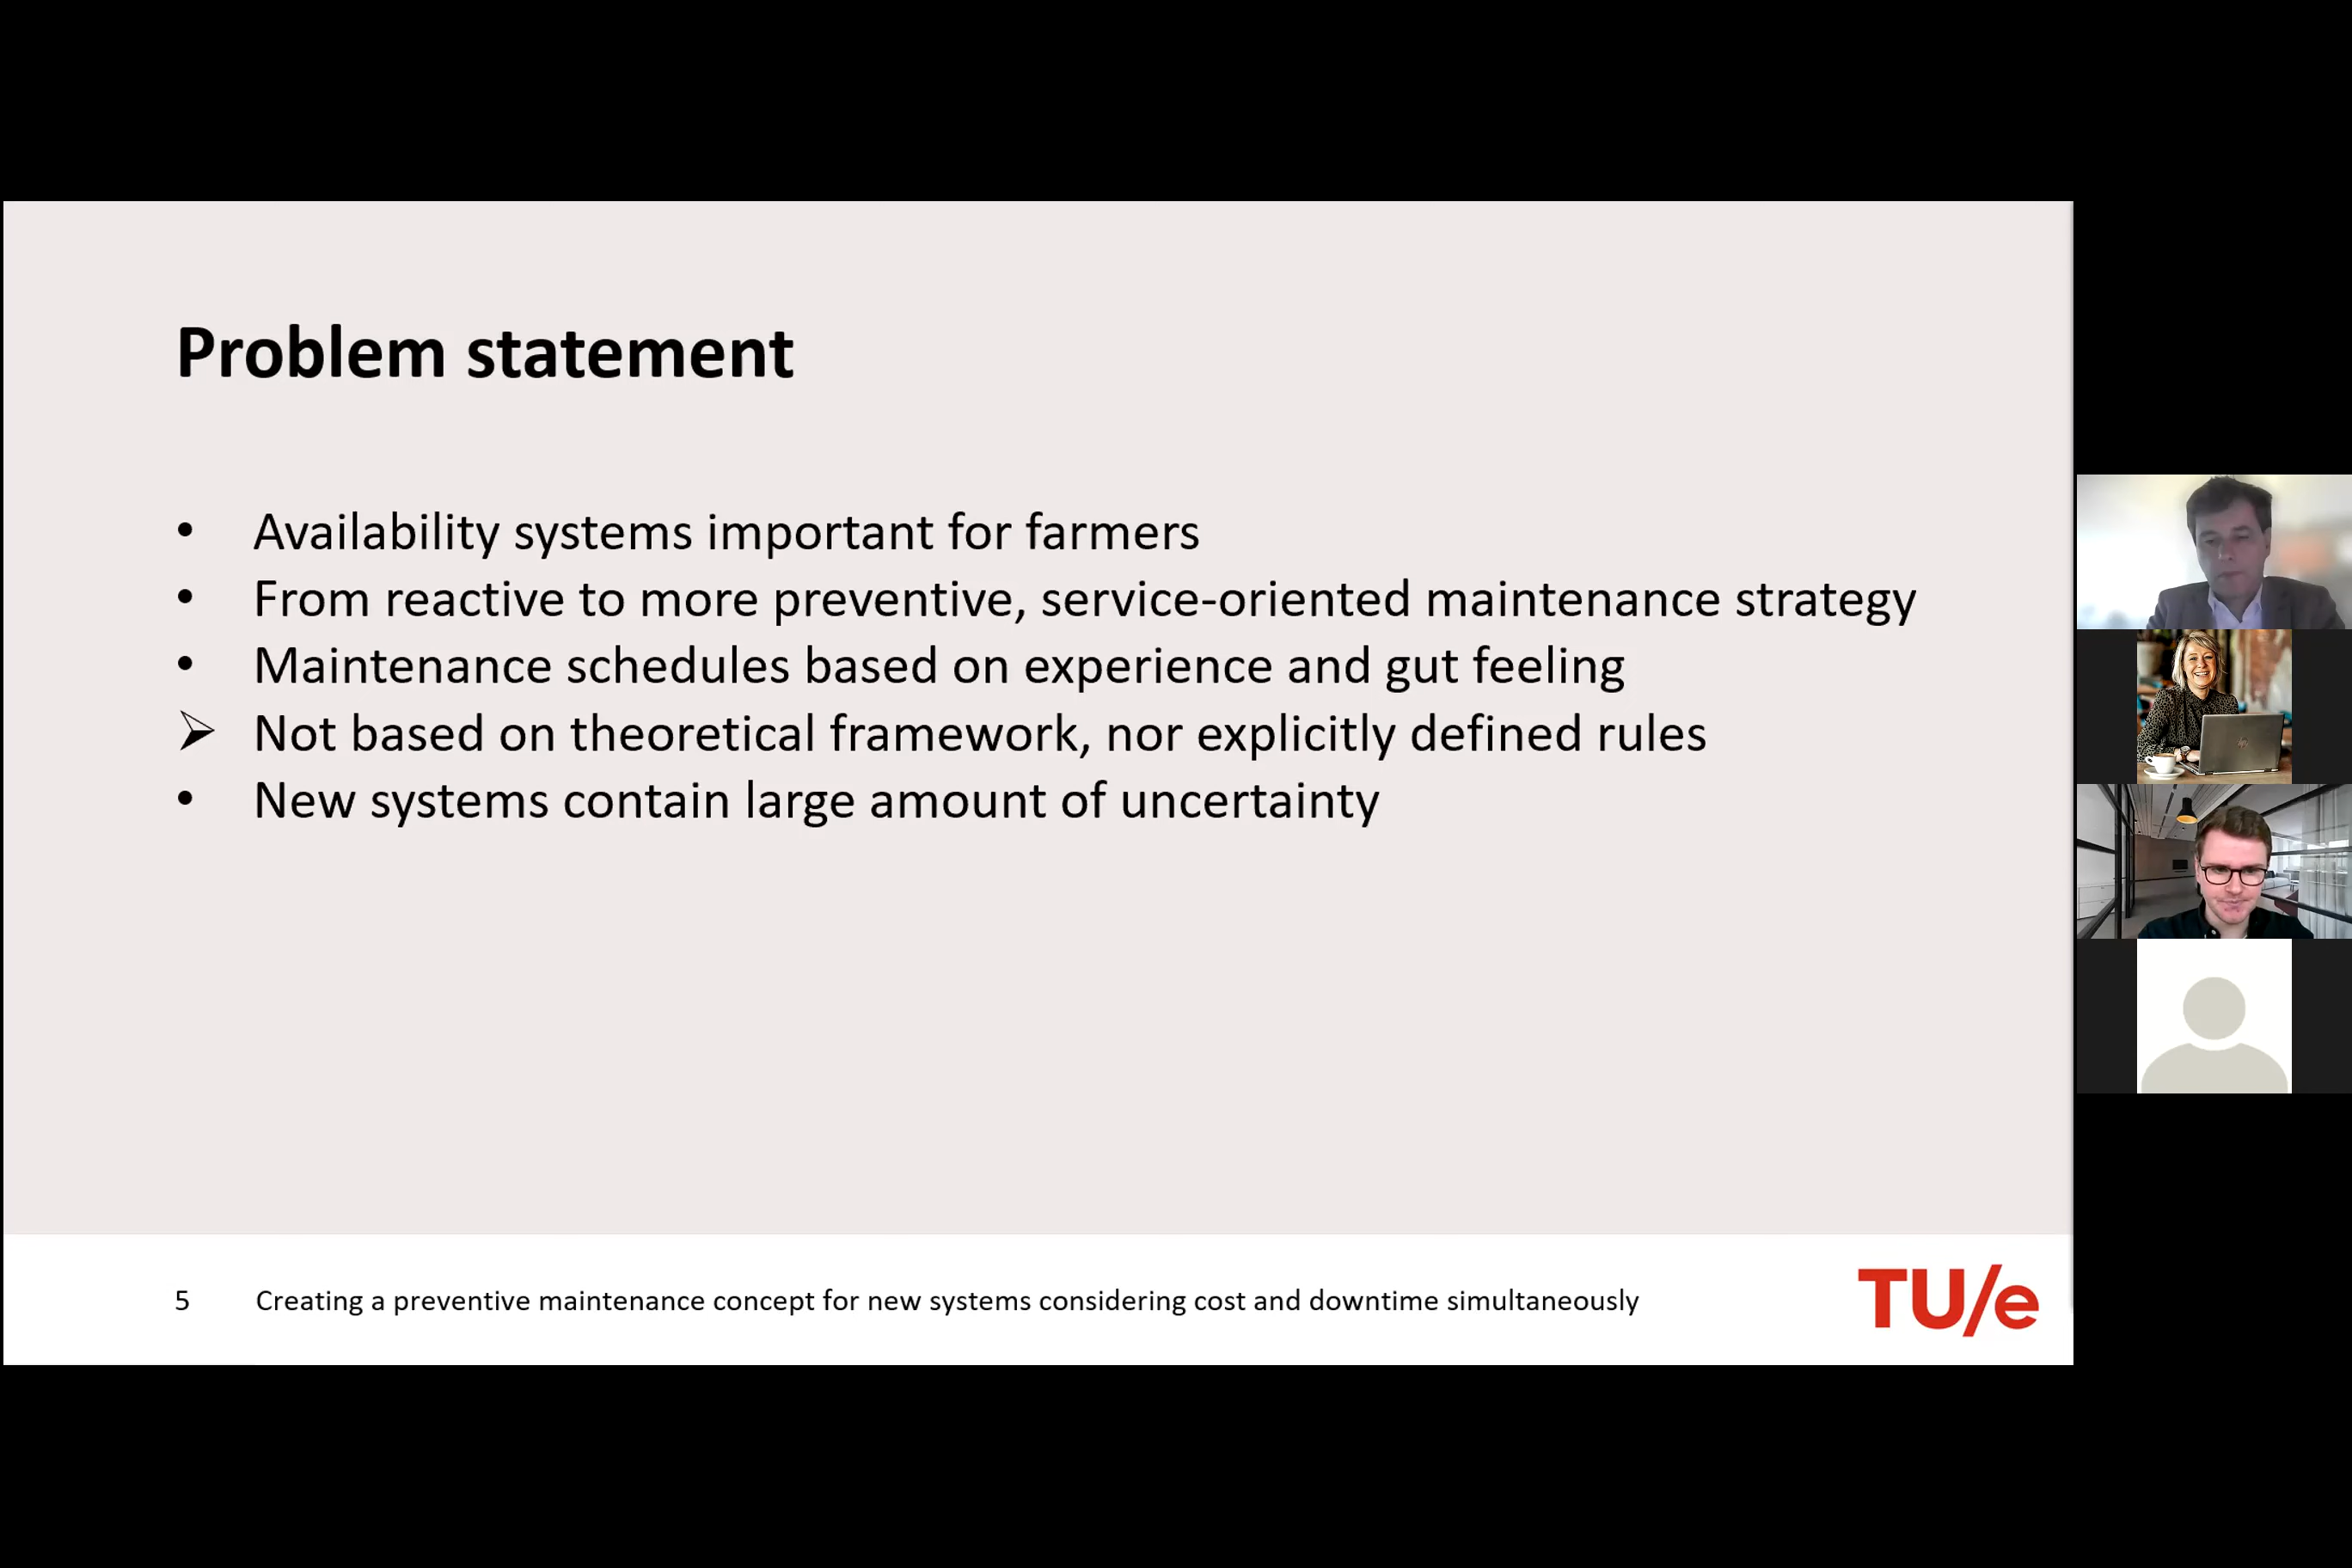 Problem statement
• Availability systems important for farmers
• From reactive to more preventive, service-oriented maintenance strategy
• Maintenance schedules based on experience and gut feeling
➢ Not based on theoretical framework, nor explicitly defined rules
• New systems contain large amount of uncertainty
5 Creating a preventive maintenance concept for new systems considering cost and downtime simultaneously
TU/e